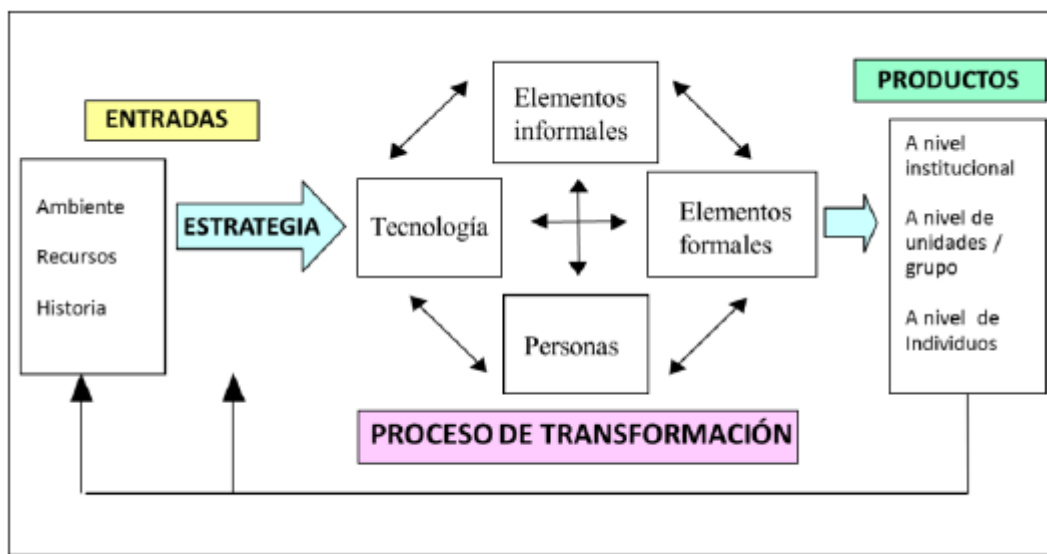 ENTRADAS
Ambiente
Recursos
Historia
ESTRATEGIA
Elementos
informales
Tecnología
Elementos
formales
Personas
PROCESO DE TRANSFORMACIÓN
PRODUCTOS
A nivel
institucional
A nivel de
unidades /
grupo
A nivel de
Individuos